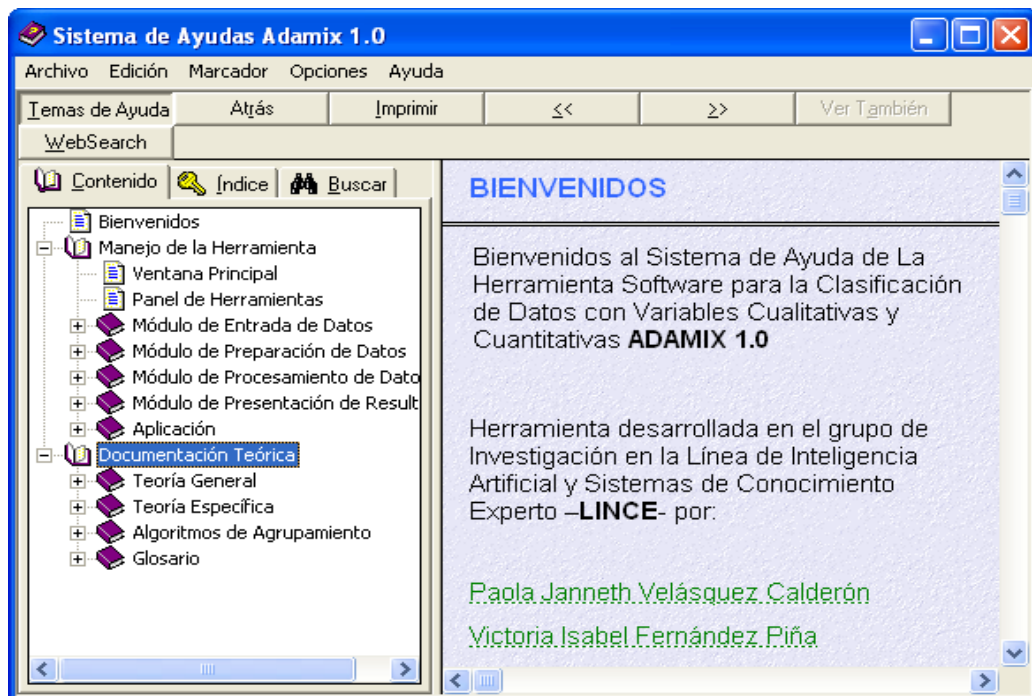 Sistema de Ayudas Adamix 1.0
Archivo Edición Marcador Opciones Ayuda
Temas de Ayuda Atrás Imprimir << >> Ver También
WebSearch
Contenido Índice Buscar
Bienvenidos
Manejo de la Herramienta
Ventana Principal
Panel de Herramientas
Módulo de Entrada de Datos
Módulo de Preparación de Datos
Módulo de Procesamiento de Dato
Módulo de Presentación de Result
Aplicación
Documentación Teórica
Teoría General
Teoría Específica
Algoritmos de Agrupamiento
Glosario
BIENVENIDOS
Bienvenidos al Sistema de Ayuda de La
Herramienta Software para la Clasificación
de Datos con Variables Cualitativas y
Cuantitativas ADAMIX 1.0
Herramienta desarrollada en el grupo de
Investigación en la Línea de Inteligencia
Artificial y Sistemas de Conocimiento
Experto –LINCE- por:
Paola Janneth Velásquez Calderón
Victoria Isabel Fernández Piña